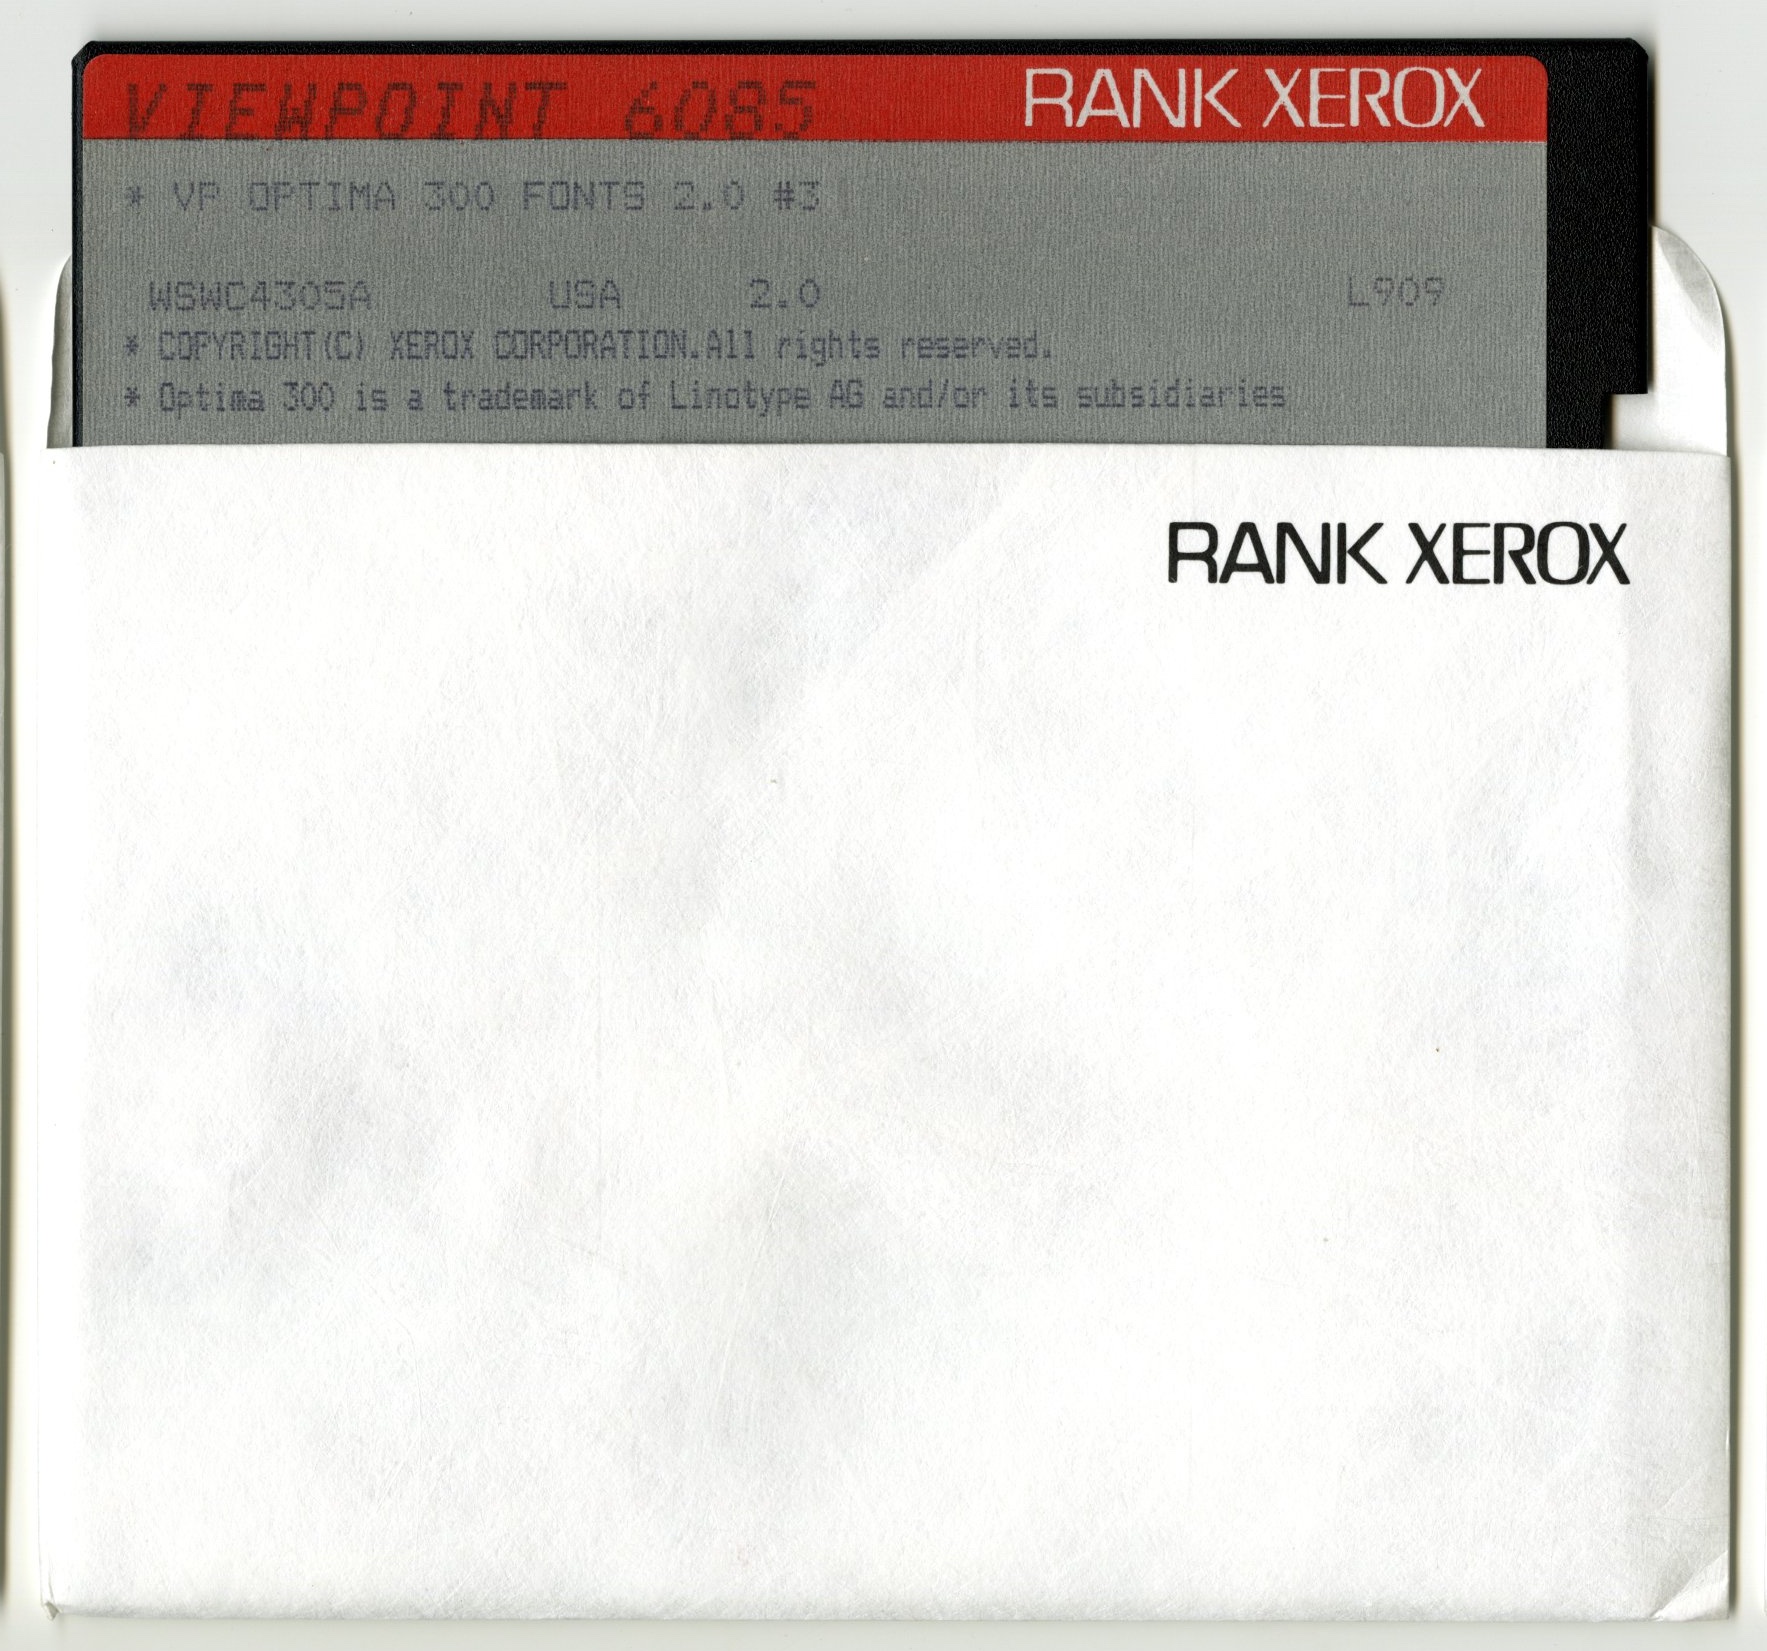 VIEWPOINT 6085 RANK XEROX
* VP OPTIMA 300 FONTS 2.0 #3
WSWC4305A USA 2.0 L909
* COPYRIGHT(C) XEROX CORPORATION.All rights reserved.
* Optima 300 is a trademark of Linotype AG and/or its subsidiaries
RANK XEROX